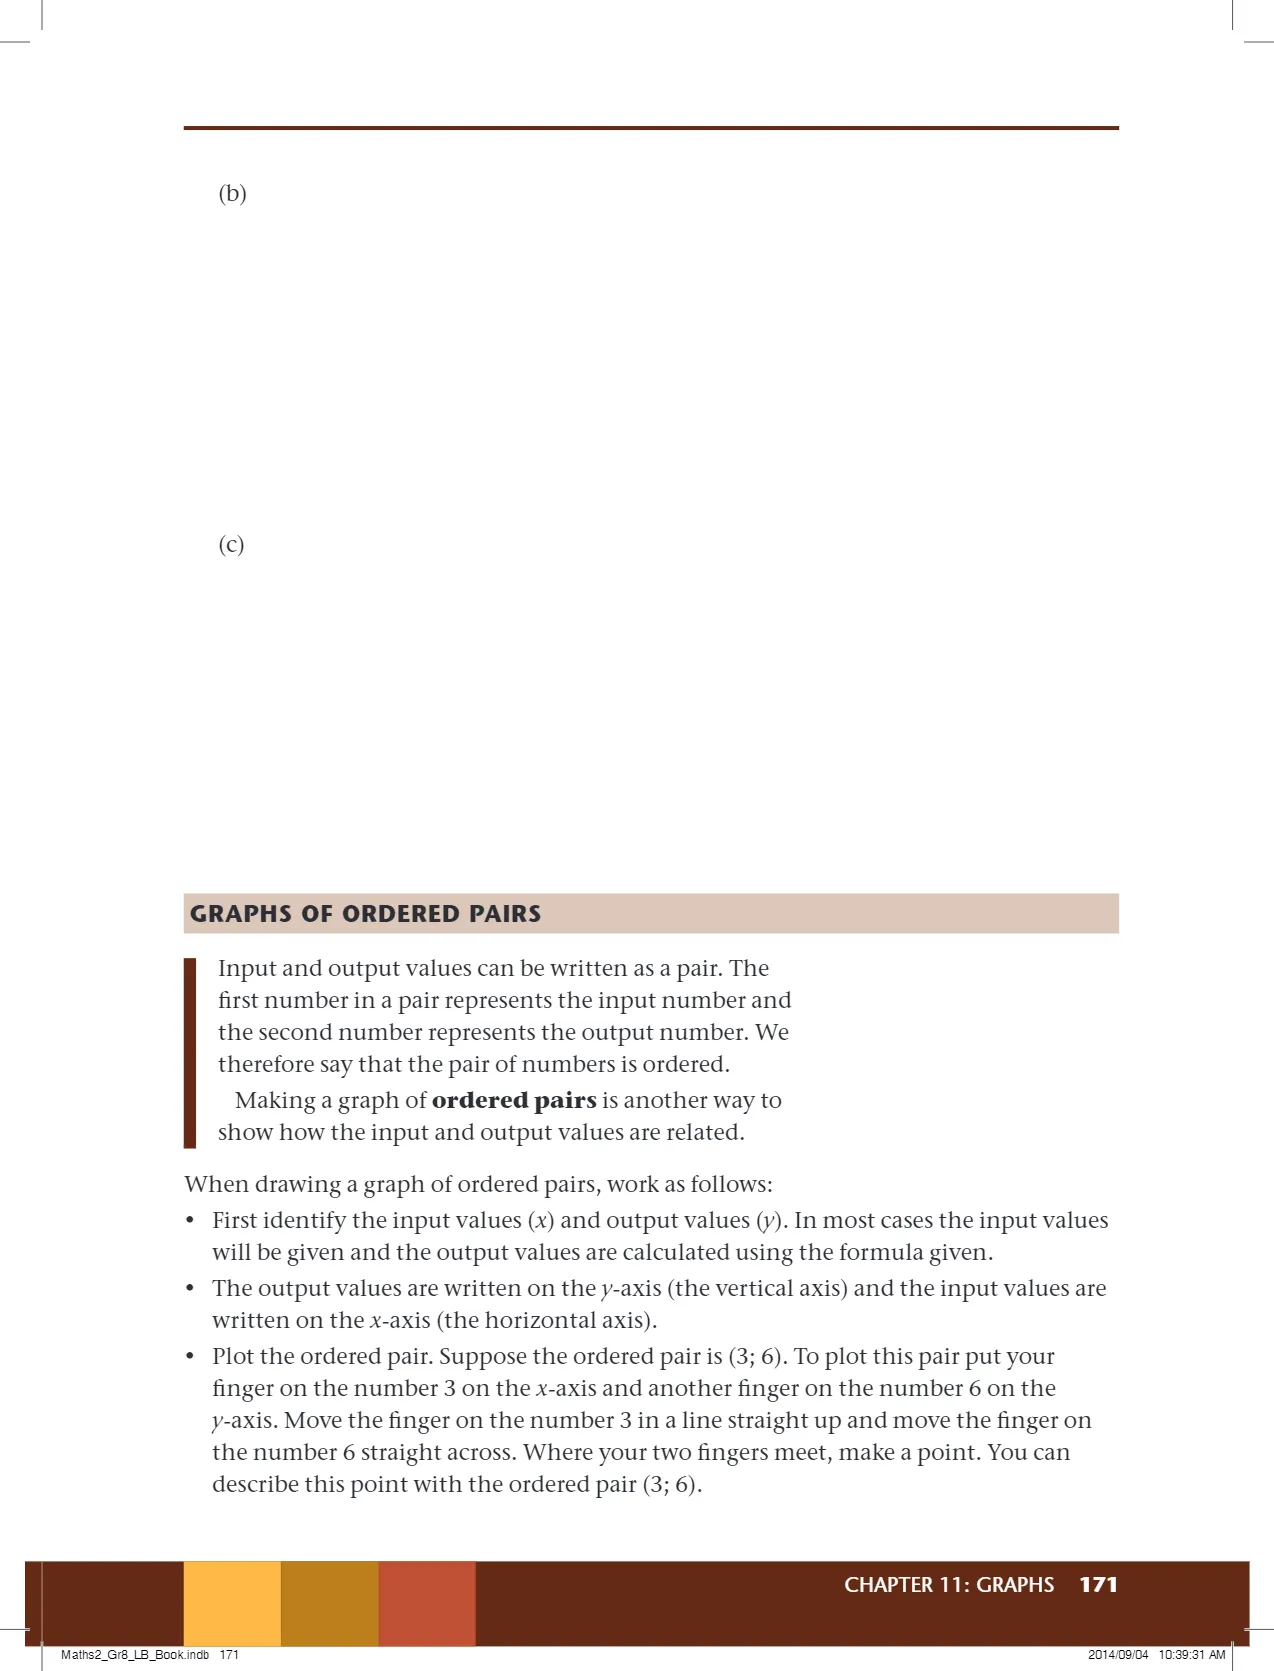 (b)
(c)
GRAPHS OF ORDERED PAIRS
Input and output values can be written as a pair. The
first number in a pair represents the input number and
the second number represents the output number. We
therefore say that the pair of numbers is ordered.
Making a graph of ordered pairs is another way to
show how the input and output values are related.
When drawing a graph of ordered pairs, work as follows:
• First identify the input values (x) and output values (y). In most cases the input values
will be given and the output values are calculated using the formula given.
• The output values are written on the y-axis (the vertical axis) and the input values are
written on the x-axis (the horizontal axis).
• Plot the ordered pair. Suppose the ordered pair is (3; 6). To plot this pair put your
finger on the number 3 on the x-axis and another finger on the number 6 on the
y-axis. Move the finger on the number 3 in a line straight up and move the finger on
the number 6 straight across. Where your two fingers meet, make a point. You can
describe this point with the ordered pair (3; 6).
CHAPTER 11: GRAPHS 171
Maths2_Gr8_LB_Book.indb 171 2014/09/04 10:39:31 AM